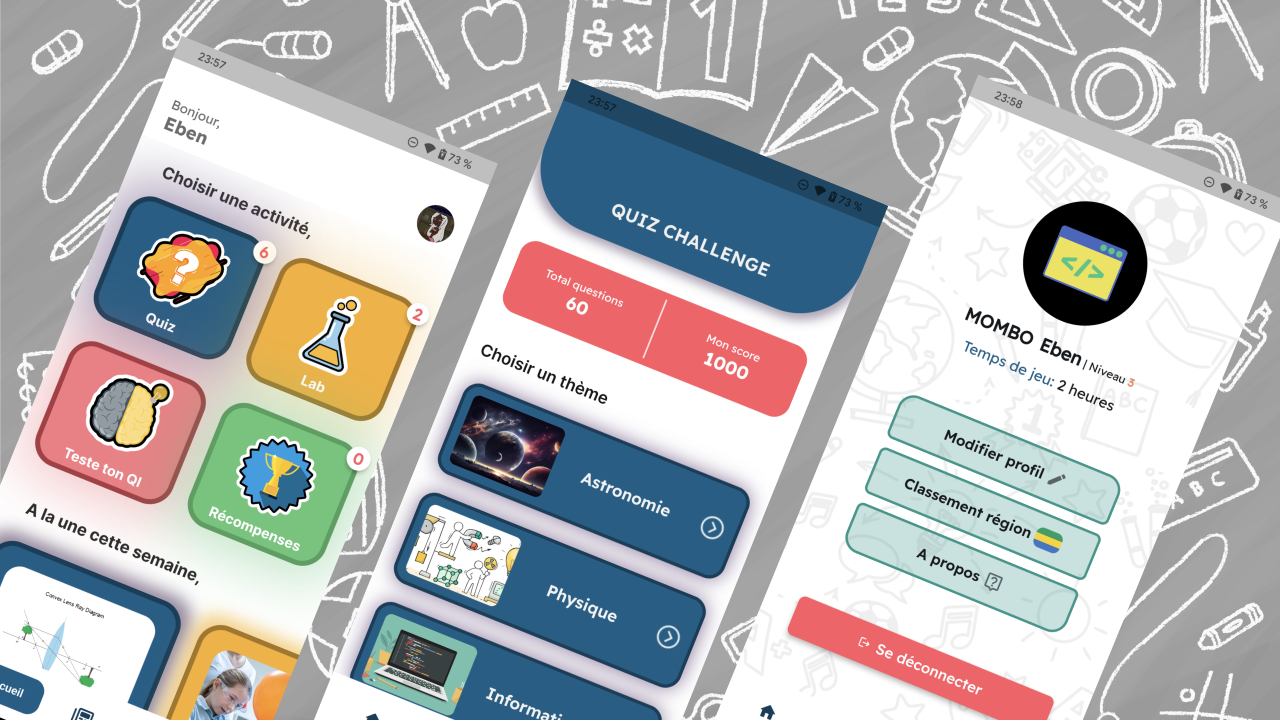 23:57
73 %
Bonjour,
Eben
Choisir une activité,
6
?
Quiz
2
Lab
Teste ton QI
0
Récompenses
A la une cette semaine,
Convex Lens Ray Diagram
cueil
23:57
73 %
QUIZ CHALLENGE
Total questions
60
Mon score
1000
Choisir un thème
Astronomie
Physique
Informati
23:58
73 %
</>
MOMBO Eben | Niveau 3
Temps de jeu: 2 heures
Modifier profil
Classement région
A propos
?
Se déconnecter
1
ABC
1
A B C